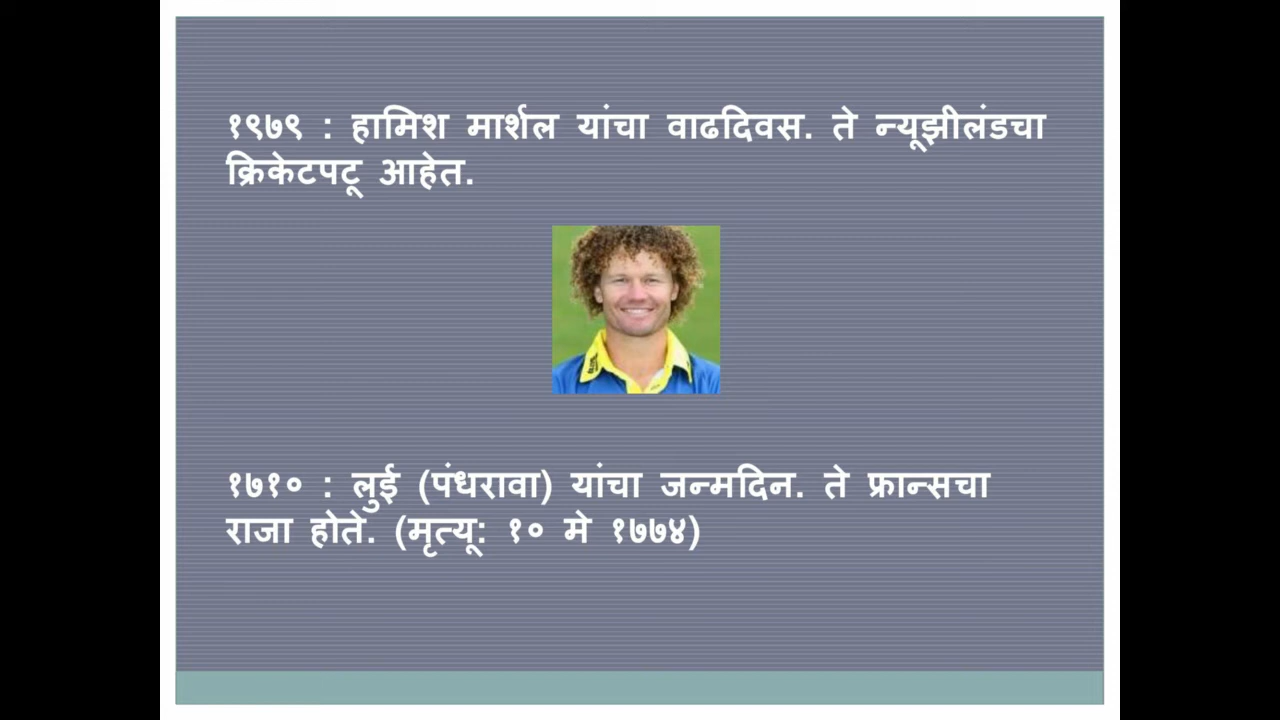 १९७९ : हामिश मार्शल यांचा वाढदिवस. ते न्यूझीलंडचा
क्रिकेटपटू आहेत.
१७१० : लुई (पंधरावा) यांचा जन्मदिन. ते फ्रान्सचा
राजा होते. (मृत्यू: १० मे १७७४)